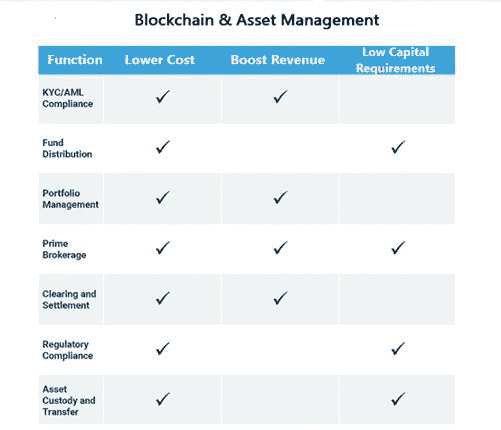 Blockchain & Asset Management
Function Lower Cost Boost Revenue Low Capital
Requirements
KYC/AML
Compliance ✓ ✓
Fund
Distribution ✓ ✓
Portfolio
Management ✓ ✓
Prime
Brokerage ✓ ✓ ✓
Clearing and
Settlement ✓ ✓
Regulatory
Compliance ✓ ✓
Asset
Custody and ✓ ✓
Transfer